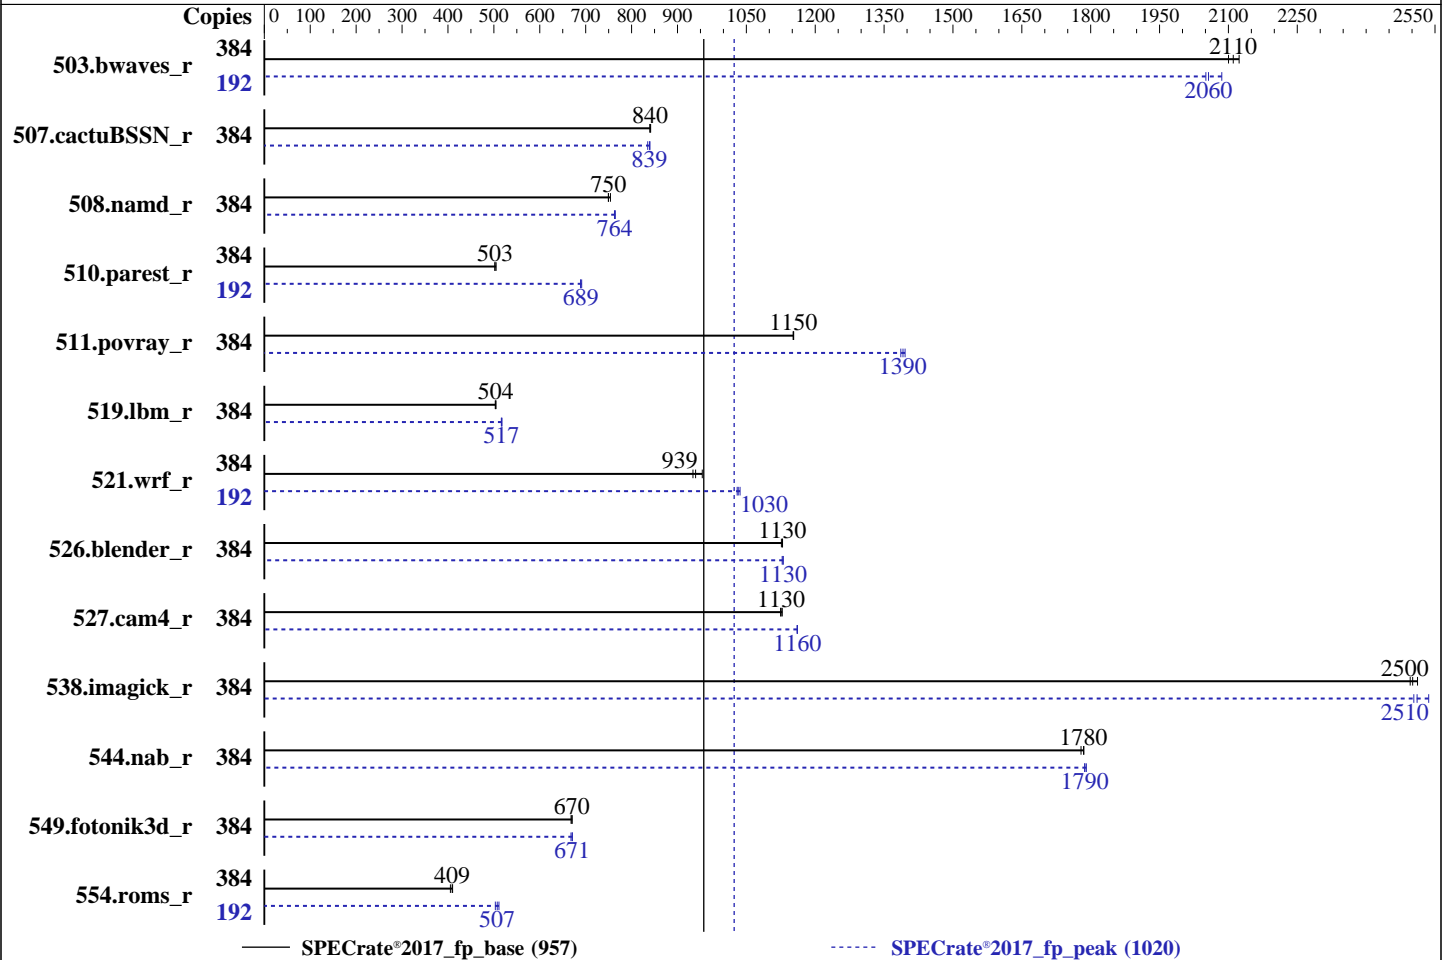 Copies 0 100 200 300 400 500 600 700 800 900 1050 1200 1350 1500 1650 1800 1950 2100 2250 2550
503.bwaves_r 384 2110
192 2060
507.cactuBSSN_r 384 840
839
508.namd_r 384 750
764
510.parest_r 384 503
192 689
511.povray_r 384 1150
1390
519.lbm_r 384 504
517
521.wrf_r 384 939
192 1030
526.blender_r 384 1130
1130
527.cam4_r 384 1130
1160
538.imagick_r 384 2500
2510
544.nab_r 384 1780
1790
549.fotonik3d_r 384 670
671
554.roms_r 384 409
192 507
SPECrate®2017_fp_base (957) SPECrate®2017_fp_peak (1020)